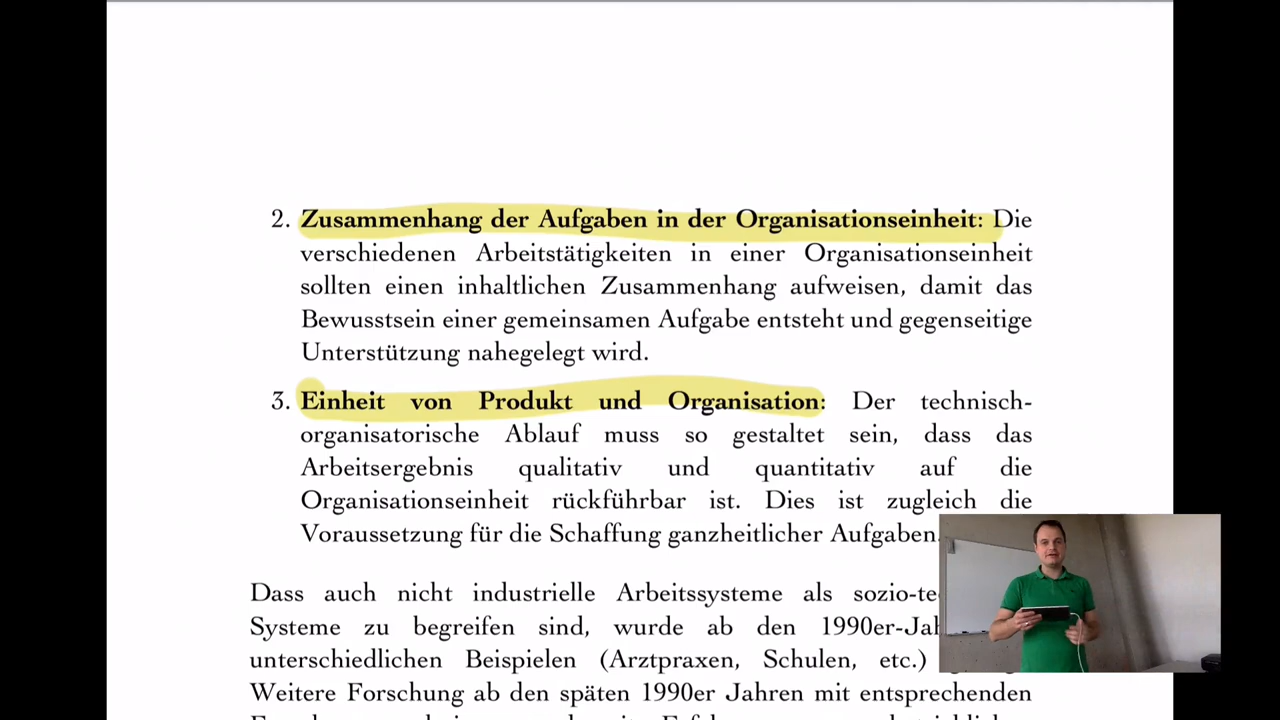 2. Zusammenhang der Aufgaben in der Organisationseinheit: Die
verschiedenen Arbeitstätigkeiten in einer Organisationseinheit
sollten einen inhaltlichen Zusammenhang aufweisen, damit das
Bewusstsein einer gemeinsamen Aufgabe entsteht und gegenseitige
Unterstützung nahegelegt wird.
3. Einheit von Produkt und Organisation: Der technisch-
organisatorische Ablauf muss so gestaltet sein, dass das
Arbeitsergebnis qualitativ und quantitativ auf die
Organisationseinheit rückführbar ist. Dies ist zugleich die
Voraussetzung für die Schaffung ganzheitlicher Aufgaben.
Dass auch nicht industrielle Arbeitssysteme als
Systeme zu begreifen sind, wurde ab den
unterschiedlichen Beispielen (Arztpraxen, Schulen, etc.)
Weitere Forschung ab den späten 1990er Jahren mit entsprechenden